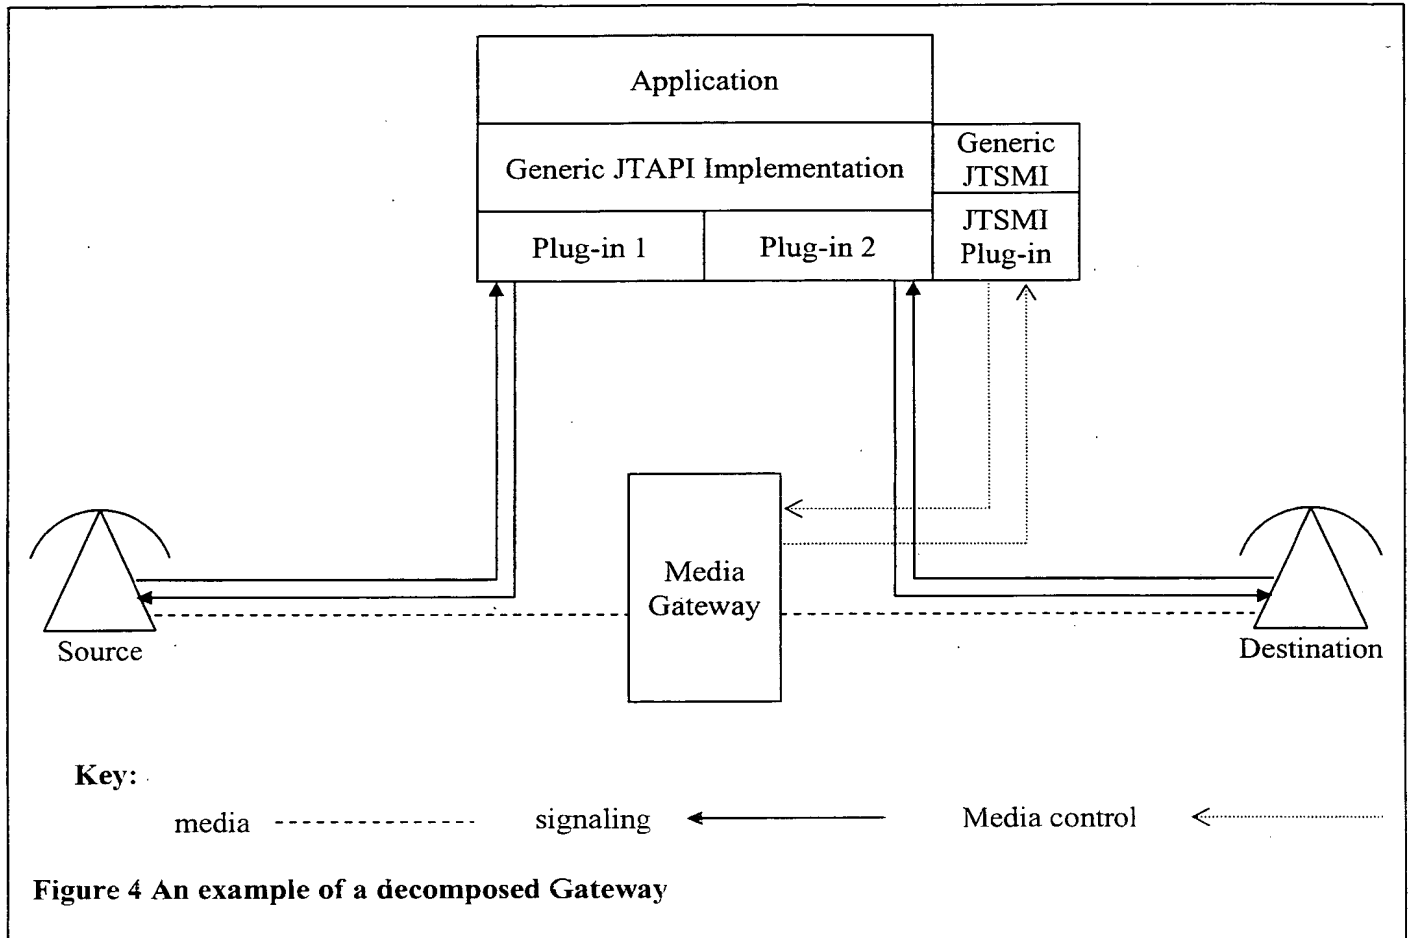 Application
Generic JTAPI Implementation
Generic
JTSMI
Plug-in 1
Plug-in 2
JTSMI
Plug-in
Media
Gateway
Source
Destination
Key:
media
signaling
Media control
Figure 4 An example of a decomposed Gateway